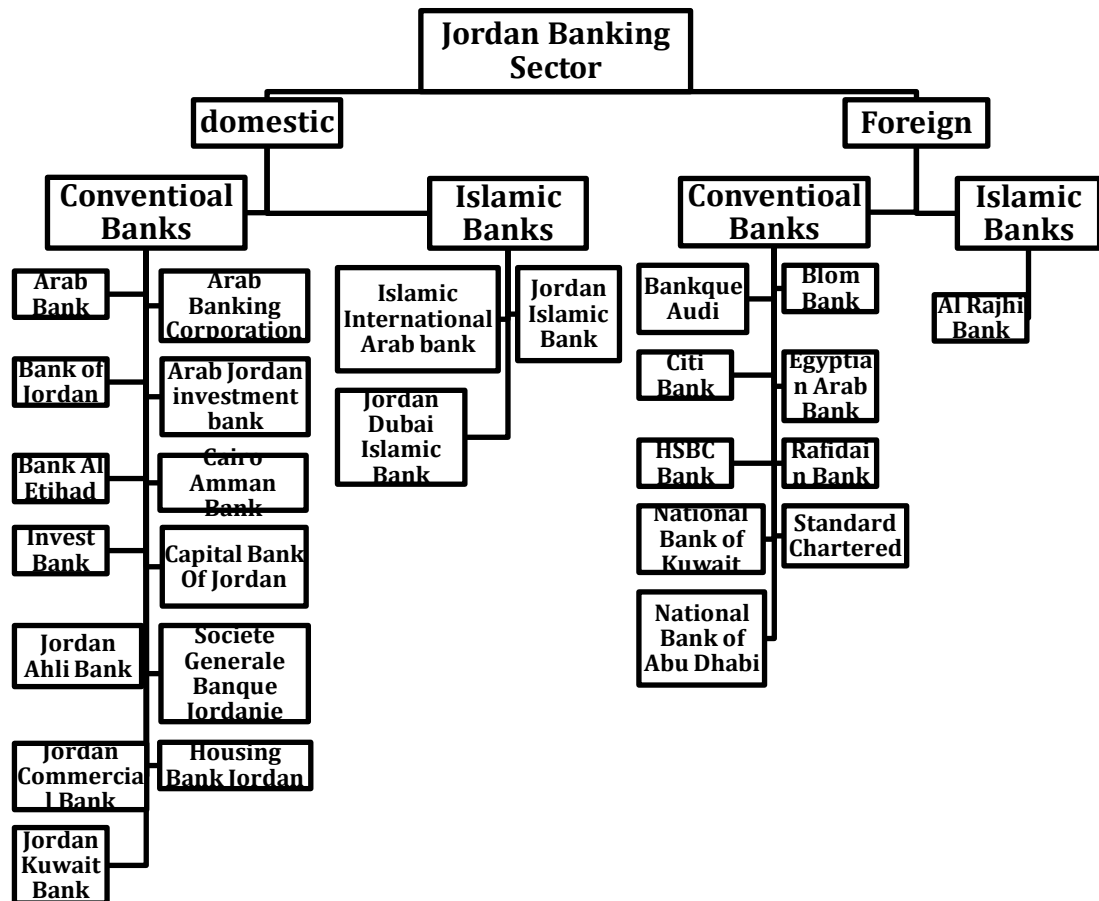 Jordan Banking
Sector
domestic
Foreign
Conventioal
Banks
Islamic
Banks
Conventioal
Banks
Islamic
Banks
Arab
Bank
Arab
Banking
Corporation
Bank of
Jordan
Arab Jordan
investment
bank
Bank Al
Etihad
Cairo
Amman
Bank
Invest
Bank
Capital Bank
Of Jordan
Jordan
Ahli Bank
Societe
Generale
Banque
Jordanie
Jordan
Commercia
l Bank
Housing
Bank Jordan
Jordan
Kuwait
Bank
Islamic
International
Arab bank
Jordan
Islamic
Bank
Jordan
Dubai
Islamic
Bank
Bankque
Audi
Blom
Bank
Citi
Bank
Egyptia
n Arab
Bank
HSBC
Bank
Rafidai
n Bank
National
Bank of
Kuwait
Standard
Chartered
National
Bank of
Abu Dhabi
Al Rajhi
Bank